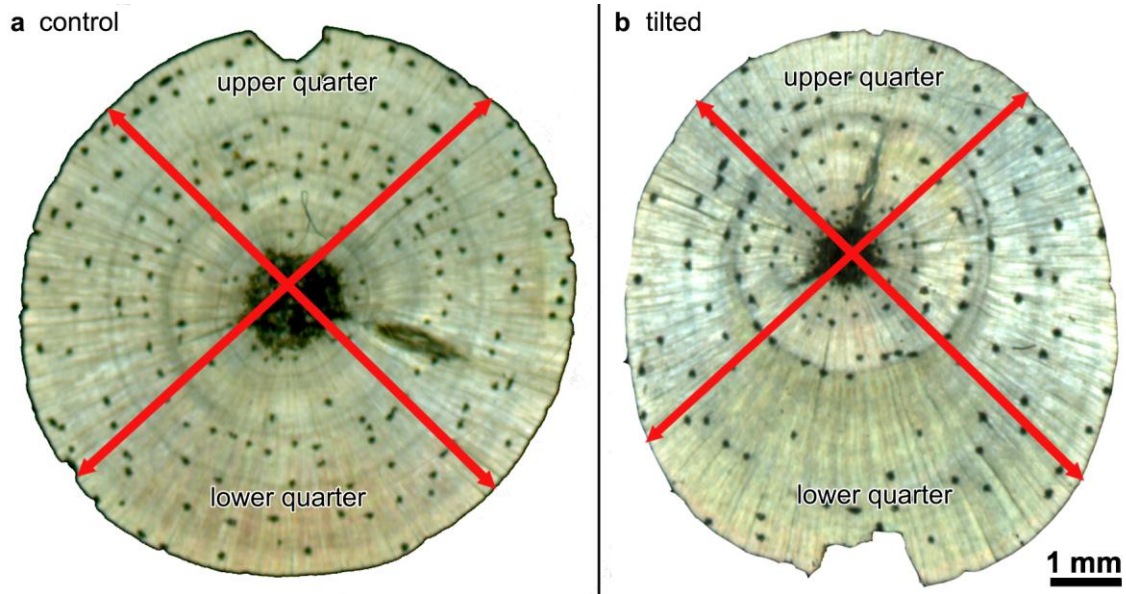 a control
upper quarter
lower quarter
b tilted
upper quarter
lower quarter
1 mm